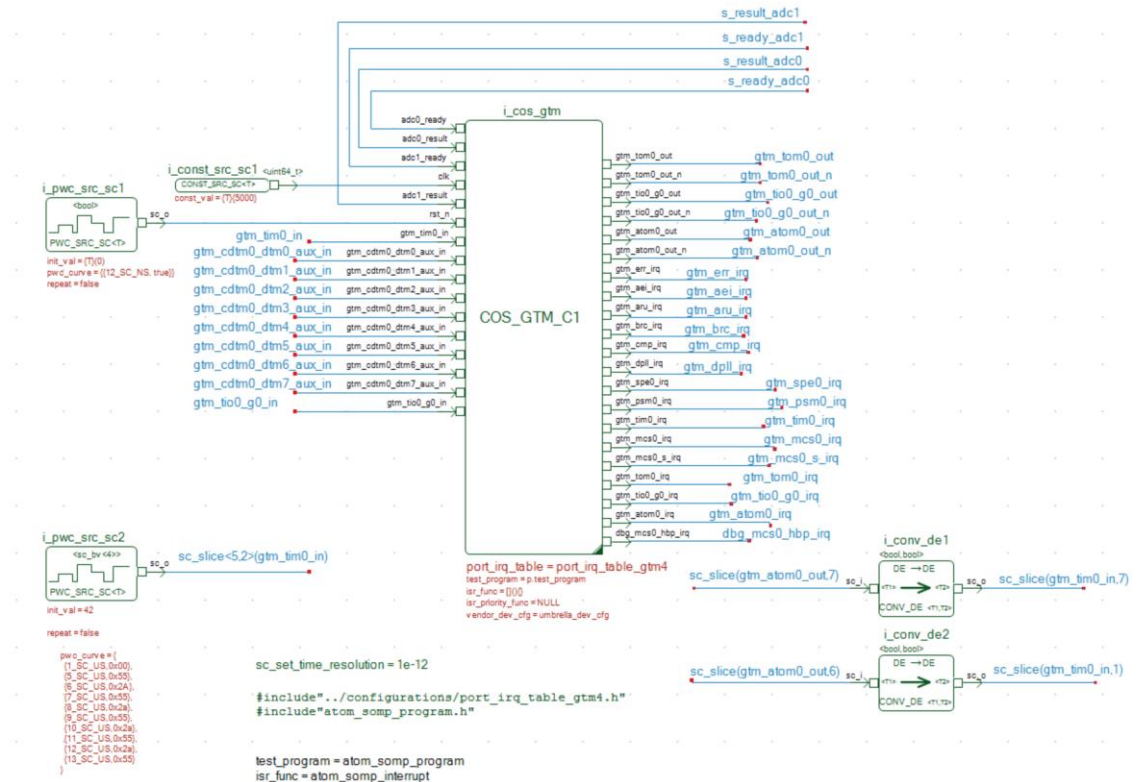 s_result_adc1
s_ready_adc1
s_result_adc0
s_ready_adc0
i_cos_gtm
adc0_ready
adc0_result
adc1_ready
clk
adc1_result
rst_n
gtm_tim0_in
gtm_cdtm0_dtm0_aux_in
gtm_cdtm0_dtm1_aux_in
gtm_cdtm0_dtm2_aux_in
gtm_cdtm0_dtm3_aux_in
gtm_cdtm0_dtm4_aux_in
gtm_cdtm0_dtm5_aux_in
gtm_cdtm0_dtm6_aux_in
gtm_cdtm0_dtm7_aux_in
gtm_tio0_g0_in
COS_GTM_C1
i_const_src_sc1 <uint64_t>
CONST_SRC_SC<T>
const_val = {T}(5000)
i_pwc_src_sc1
<bool>
sc_o
PWC_SRC_SC<T>
init_val = {T}(0)
pwc_curve = {{12_SC_NS, true}}
repeat = false
gtm_tim0_in
gtm_cdtm0_dtm0_aux_in
gtm_cdtm0_dtm1_aux_in
gtm_cdtm0_dtm2_aux_in
gtm_cdtm0_dtm3_aux_in
gtm_cdtm0_dtm4_aux_in
gtm_cdtm0_dtm5_aux_in
gtm_cdtm0_dtm6_aux_in
gtm_cdtm0_dtm7_aux_in
gtm_tio0_g0_in
gtm_tom0_out gtm_tom0_out
gtm_tom0_out_n gtm_tom0_out_n
gtm_tio0_g0_out gtm_tio0_g0_out
gtm_tio0_g0_out_n gtm_tio0_g0_out_n
gtm_atom0_out gtm_atom0_out
gtm_atom0_out_n gtm_atom0_out_n
gtm_err_irq gtm_err_irq
gtm_aei_irq gtm_aei_irq
gtm_aru_irq gtm_aru_irq
gtm_brc_irq gtm_brc_irq
gtm_cmp_irq gtm_cmp_irq
gtm_dpll_irq gtm_dpll_irq
gtm_spe0_irq gtm_spe0_irq
gtm_psm0_irq gtm_psm0_irq
gtm_tim0_irq gtm_tim0_irq
gtm_mcs0_irq gtm_mcs0_irq
gtm_mcs0_s_irq gtm_mcs0_s_irq
gtm_tom0_irq gtm_tom0_irq
gtm_tio0_g0_irq gtm_tio0_g0_irq
gtm_atom0_irq gtm_atom0_irq
dbg_mcs0_hbp_irq dbg_mcs0_hbp_irq
port_irq_table = port_irq_table_gtm4
test_program = p.test_program
isr_func = [](){}
isr_priority_func = NULL
vendor_dev_cfg = umbrella_dev_cfg
i_pwc_src_sc2
<sc_bv <4>>
sc_o
sc_slice<5,2>(gtm_tim0_in)
PWC_SRC_SC<T>
init_val = 42
repeat = false
pwc_curve = {
{1_SC_US,0x00},
{5_SC_US,0x55},
{6_SC_US,0x2A},
{7_SC_US,0x55},
{8_SC_US,0x2a},
{9_SC_US,0x55},
{10_SC_US,0x2a},
{11_SC_US,0x55},
{12_SC_US,0x2a},
{13_SC_US,0x55}
}
sc_set_time_resolution = 1e-12
#include"../configurations/port_irq_table_gtm4.h"
#include"atom_somp_program.h"
test_program = atom_somp_program
isr_func = atom_somp_interrupt
i_conv_de1
<bool,bool>
DE → DE
sc_slice(gtm_atom0_out,7) sc_i <T1> <T2> sc_o sc_slice(gtm_tim0_in,7)
CONV_DE <T1,T2>
i_conv_de2
<bool,bool>
DE → DE
sc_slice(gtm_atom0_out,6) sc_i <T1> <T2> sc_o sc_slice(gtm_tim0_in,1)
CONV_DE <T1,T2>